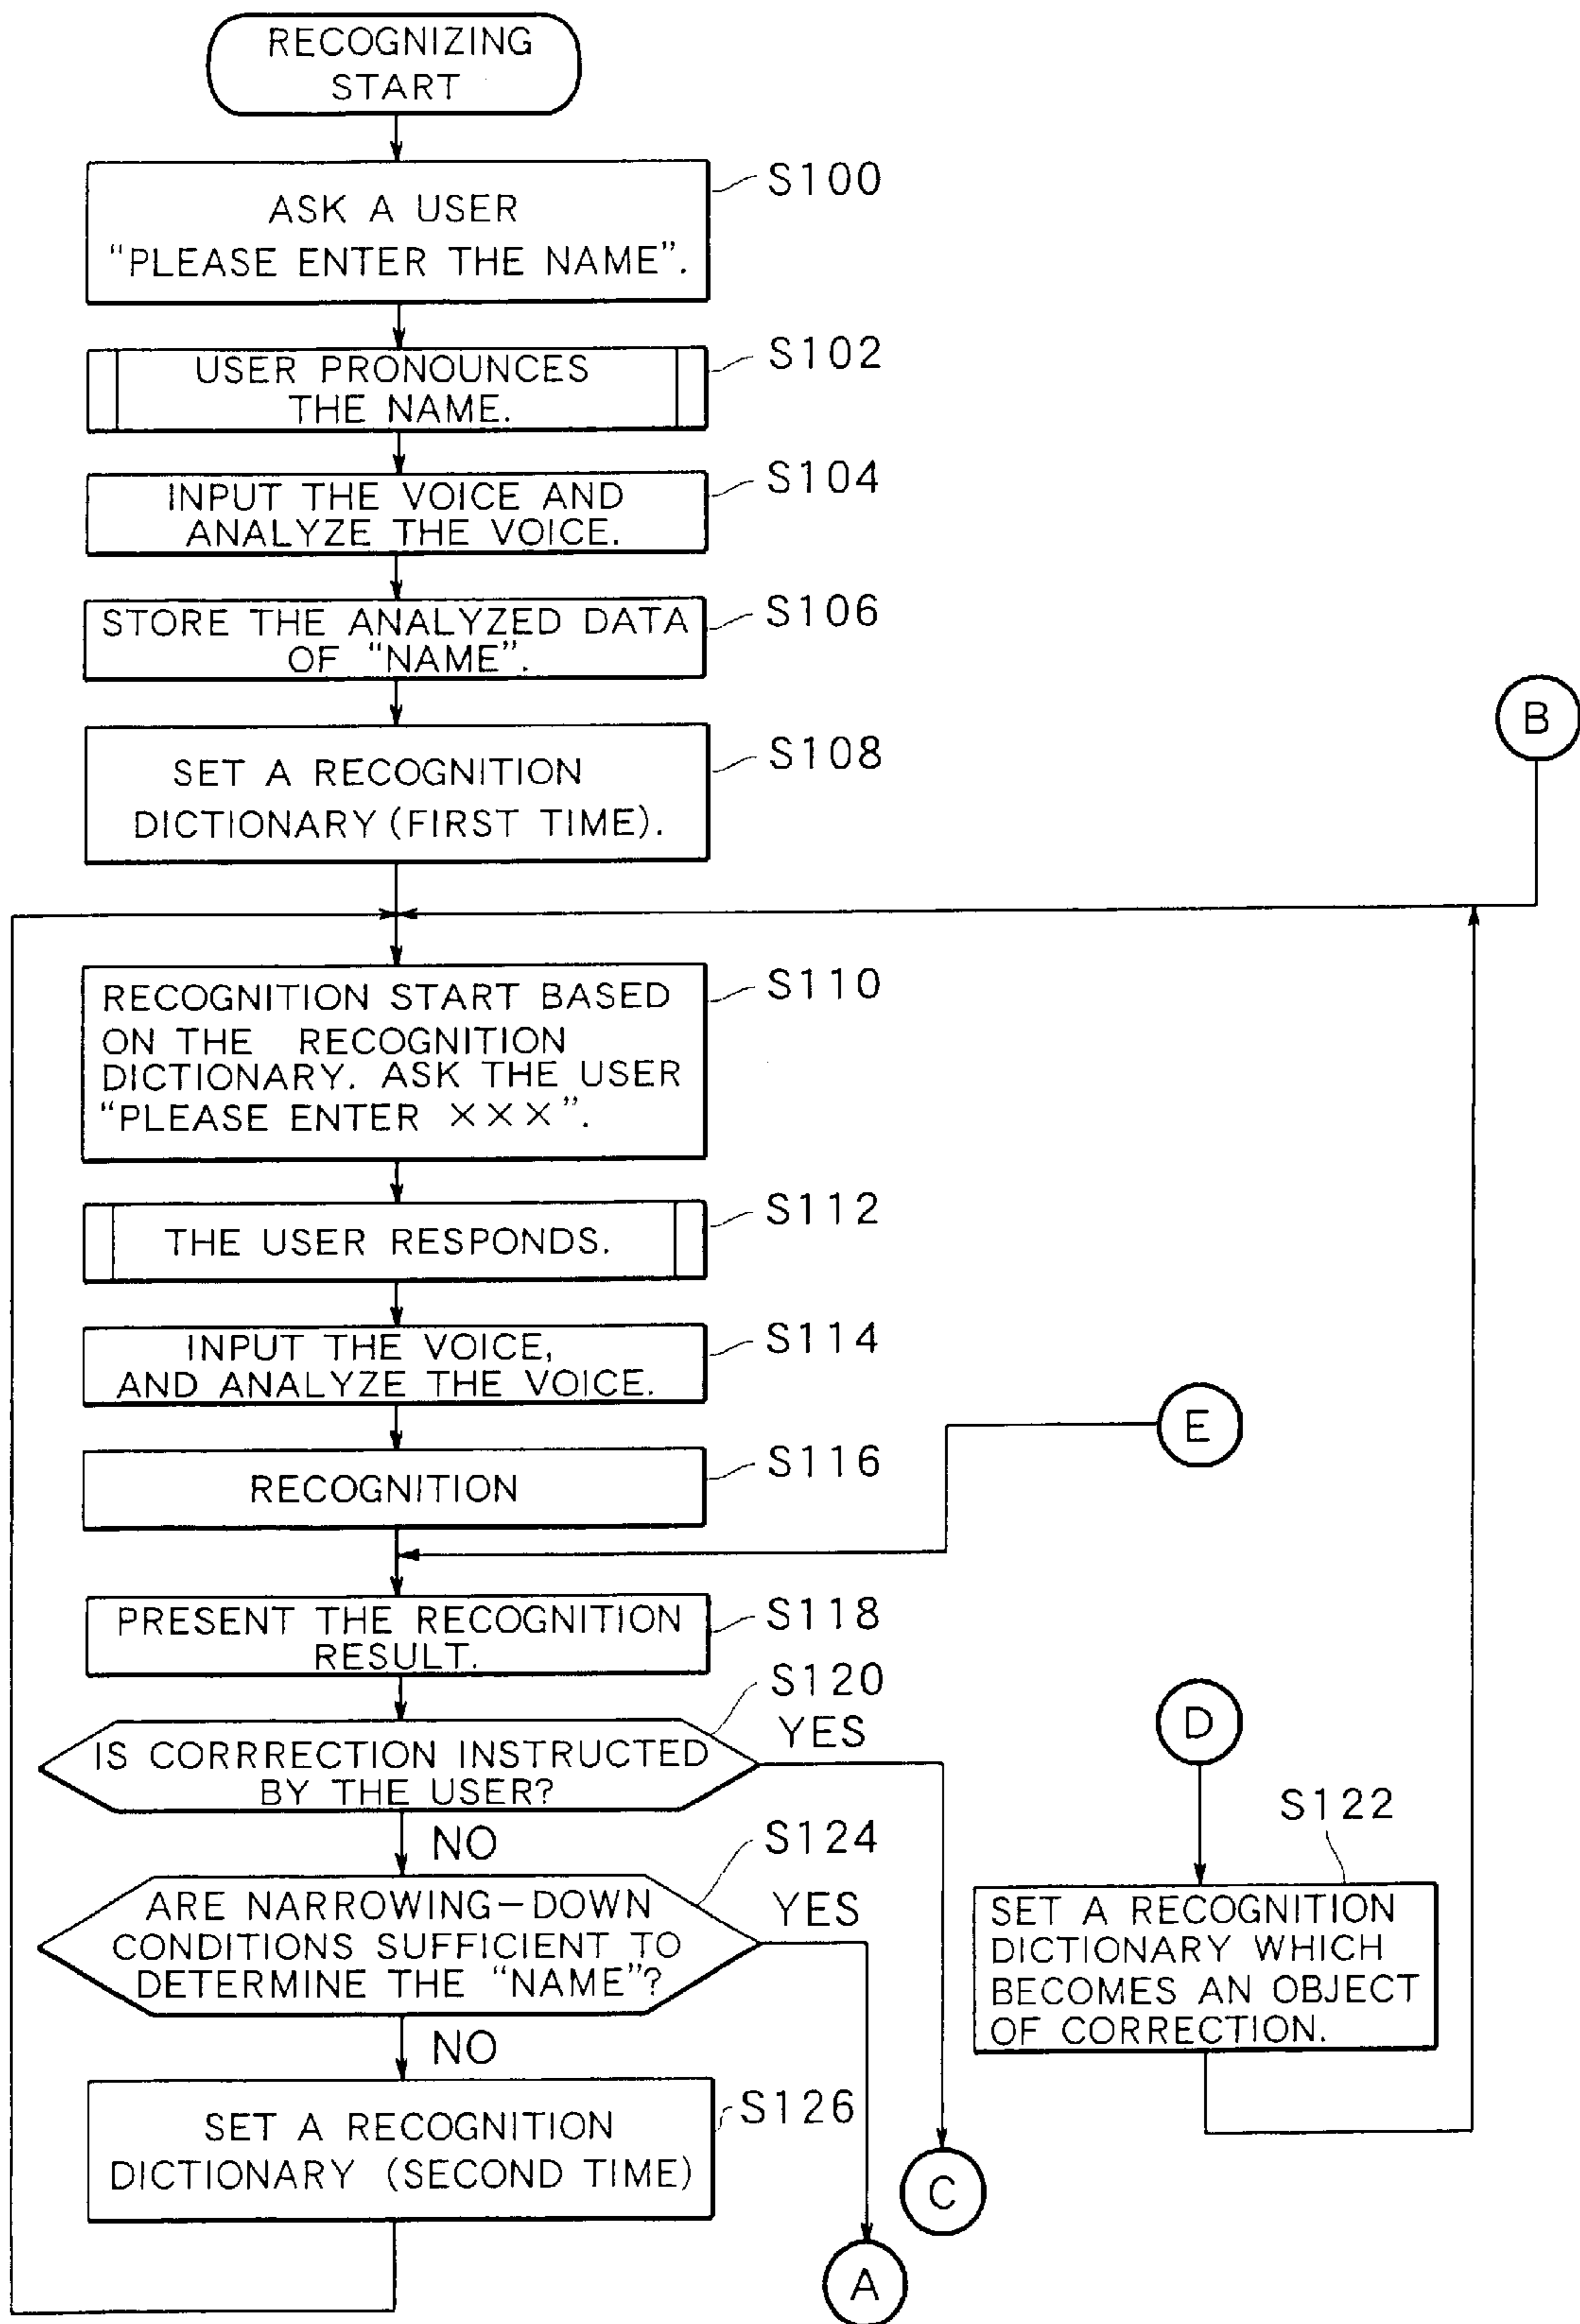 RECOGNIZING
START
S100
ASK A USER
“PLEASE ENTER THE NAME”.
S102
USER PRONOUNCES
THE NAME.
S104
INPUT THE VOICE AND
ANALYZE THE VOICE.
S106
STORE THE ANALYZED DATA
OF “NAME”.
B
S108
SET A RECOGNITION
DICTIONARY (FIRST TIME).
S110
RECOGNITION START BASED
ON THE RECOGNITION
DICTIONARY. ASK THE USER
“PLEASE ENTER ×××”.
S112
THE USER RESPONDS.
S114
INPUT THE VOICE,
AND ANALYZE THE VOICE.
E
S116
RECOGNITION
S118
PRESENT THE RECOGNITION
RESULT.
S120
YES
IS CORRRECTION INSTRUCTED
BY THE USER?
D
NO
S122
S124
YES
ARE NARROWING-DOWN
CONDITIONS SUFFICIENT TO
DETERMINE THE “NAME”?
SET A RECOGNITION
DICTIONARY WHICH
BECOMES AN OBJECT
OF CORRECTION.
NO
S126
SET A RECOGNITION
DICTIONARY (SECOND TIME)
C
A